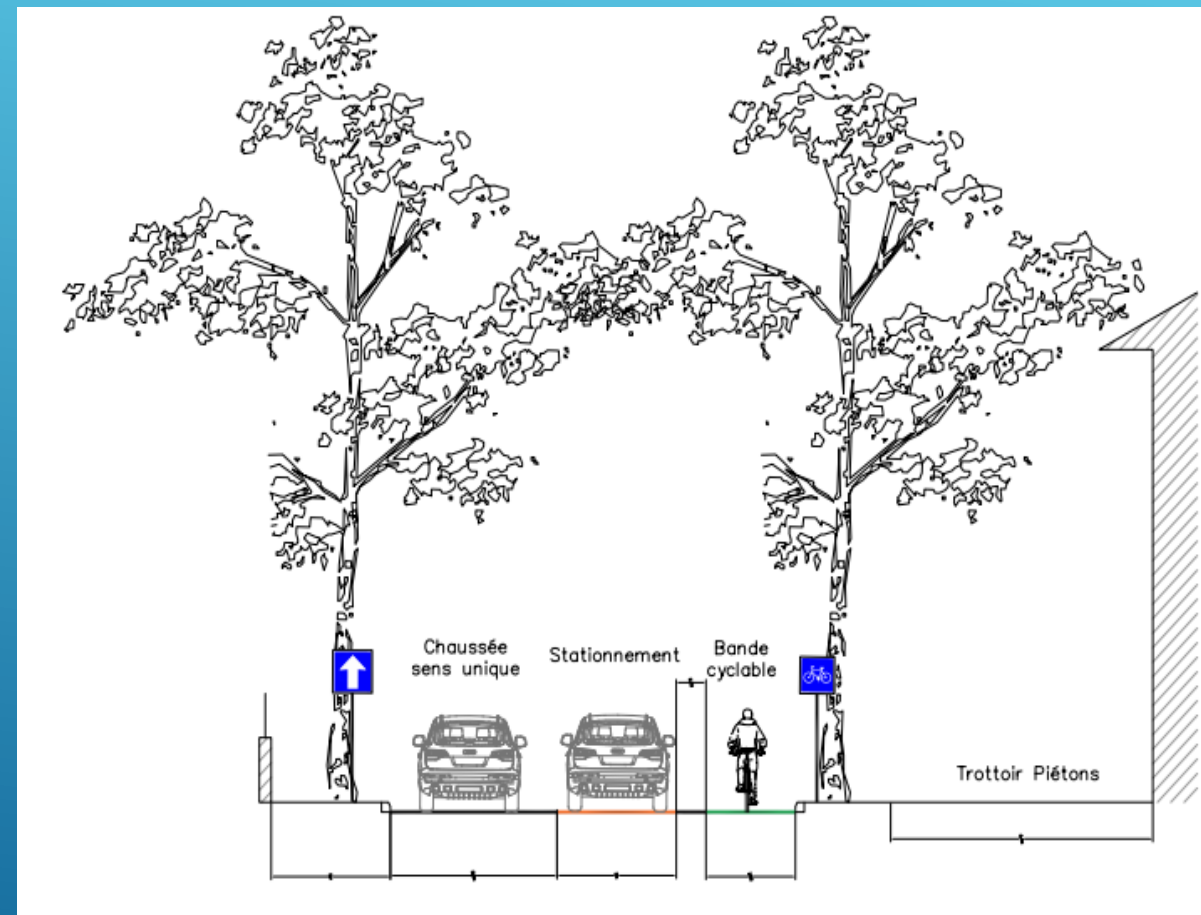 Chaussée
sens unique
Stationnement
Bande
cyclable
Trottoir Piétons